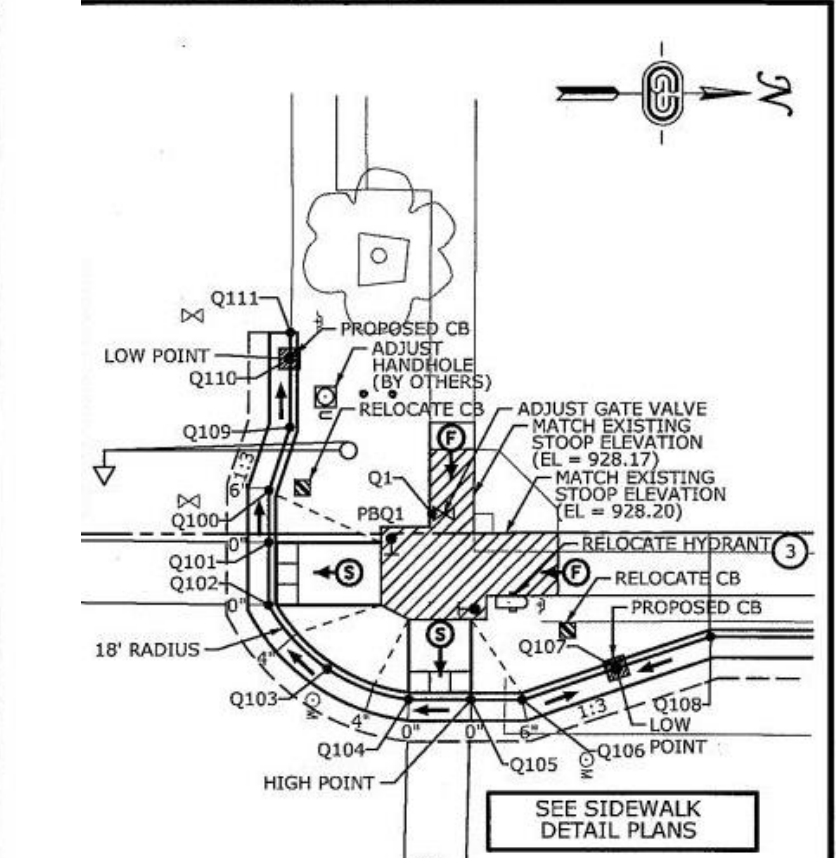 N
Q111
PROPOSED CB
LOW POINT
ADJUST
HANDHOLE
(BY OTHERS)
Q110
RELOCATE CB
ADJUST GATE VALVE
MATCH EXISTING
STOOP ELEVATION
(EL = 928.17)
Q109
F
1:3
Q1
MATCH EXISTING
STOOP ELEVATION
(EL = 928.20)
6"
Q100
PBQ1
0"
RELOCATE HYDRANT
3
Q101
S
F
RELOCATE CB
Q102
0"
PROPOSED CB
S
18' RADIUS
4"
Q107
Q103
M
4"
0"
0"
6"
1:3
Q108
LOW
POINT
Q104
Q105
Q106
M
HIGH POINT
SEE SIDEWALK
DETAIL PLANS